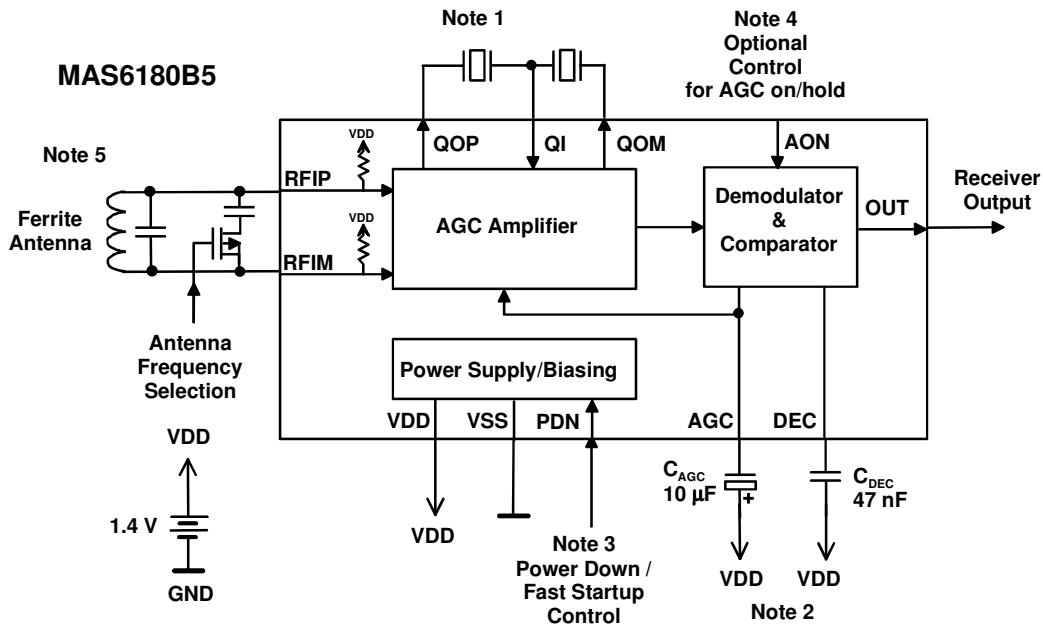 Note 1
Note 4
Optional
Control
for AGC on/hold
MAS6180B5
QOP
QI
QOM
AON
Note 5
VDD
RFIP
Ferrite
Antenna
VDD
RFIM
AGC Amplifier
Demodulator
&
Comparator
OUT
Receiver
Output
Antenna
Frequency
Selection
Power Supply/Biasing
VDD
VSS
PDN
AGC
DEC
VDD
1.4 V
GND
VDD
Note 3
Power Down /
Fast Startup
Control
CAGC
10 µF
+
CDEC
47 nF
VDD
VDD
Note 2